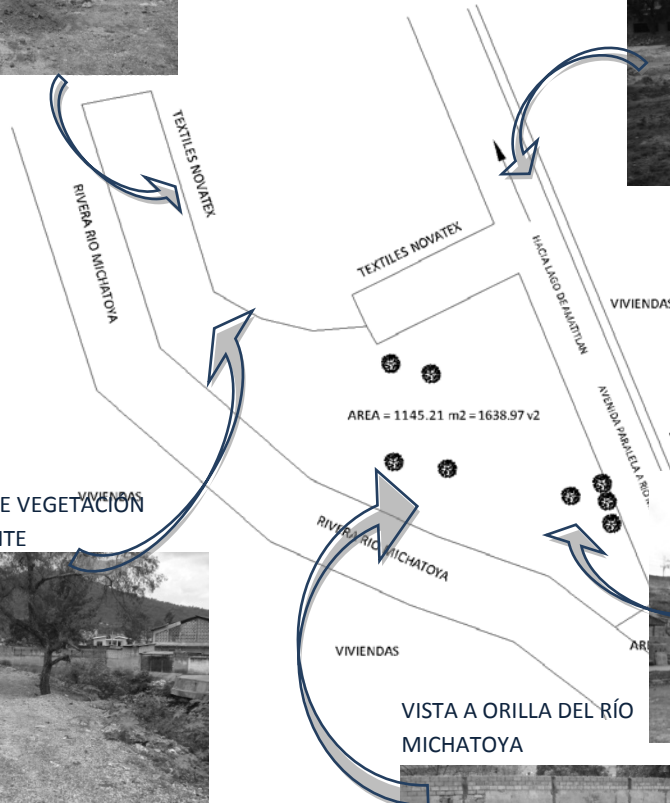 TEXTILES NOVATEX
RIVERA RIO MICHATOYA
TEXTILES NOVATEX
HACIA LAGO DE AMATITLAN
VIVIENDAS
AREA = 1145.21 m2 = 1638.97 v2
AVENIDA PARALELA A RIO
E VEGETACIÓN
NTE
VIVIENDAS
RIVERA RIO MICHATOYA
VIVIENDAS
VISTA A ORILLA DEL RÍO
MICHATOYA